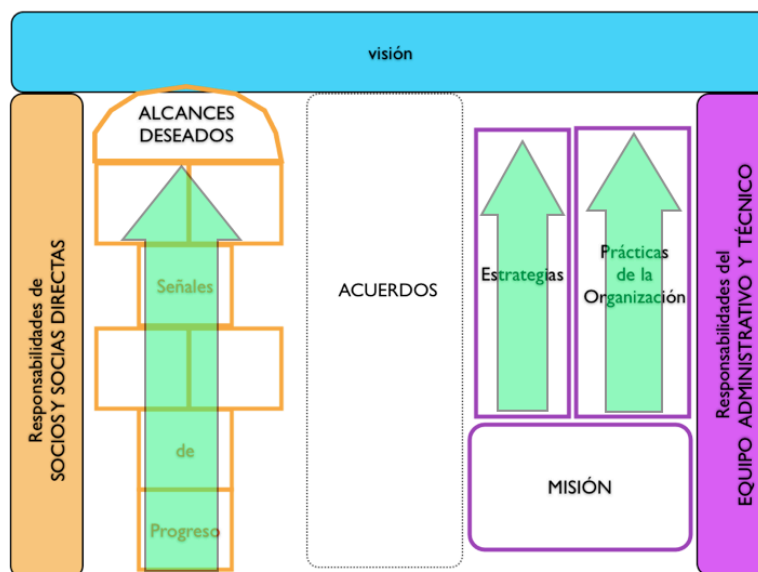 visión
Responsabilidades de
SOCIOS Y SOCIAS DIRECTAS
ALCANCES
DESEADOS
Señales
de
Progreso
ACUERDOS
Estrategias
Prácticas
de la
Organización
MISIÓN
Responsabilidades del
EQUIPO ADMINISTRATIVO Y TÉCNICO